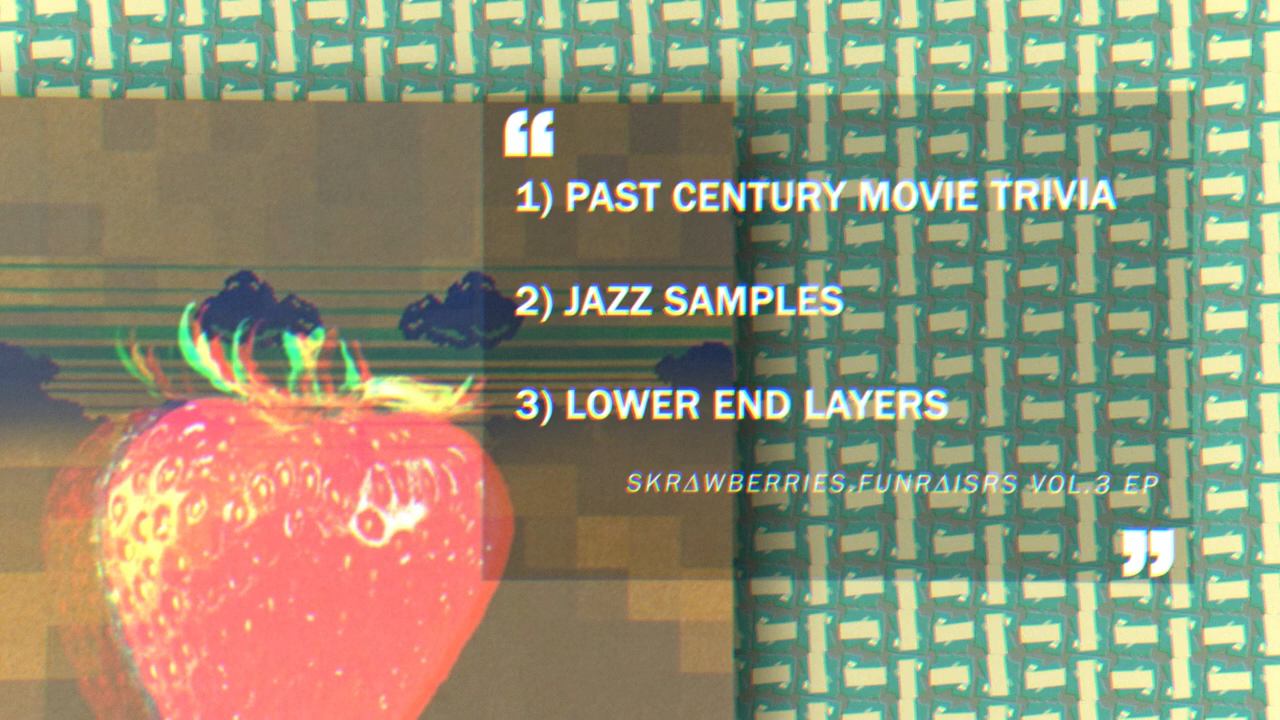 “
1) PAST CENTURY MOVIE TRIVIA
2) JAZZ SAMPLES
3) LOWER END LAYERS
SKRΔWBERRIES,FUNRΔISRS VOL.3 EP
”